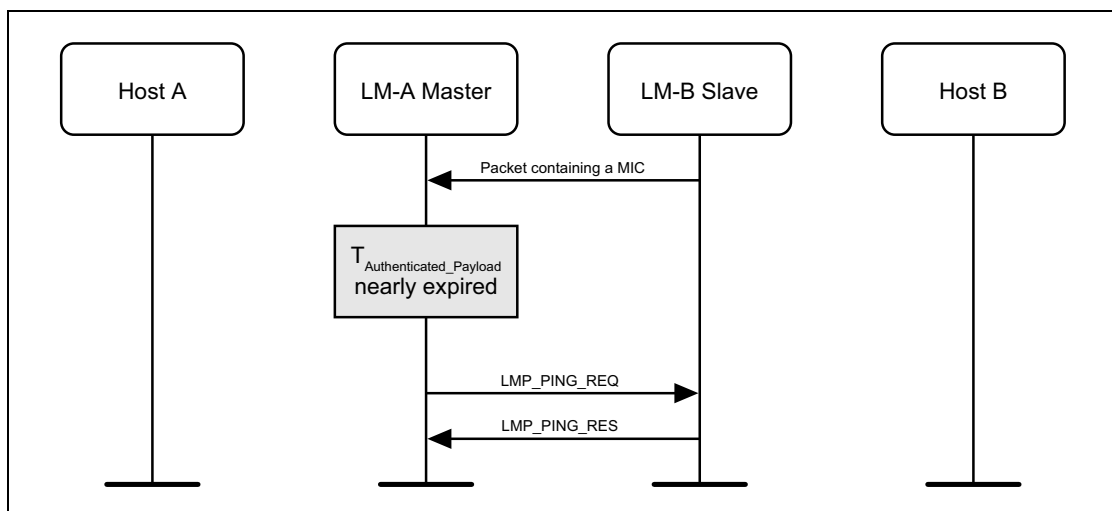 Host A
LM-A Master
LM-B Slave
Host B
Packet containing a MIC
TAuthenticated_Payload
nearly expired
LMP_PING_REQ
LMP_PING_RES